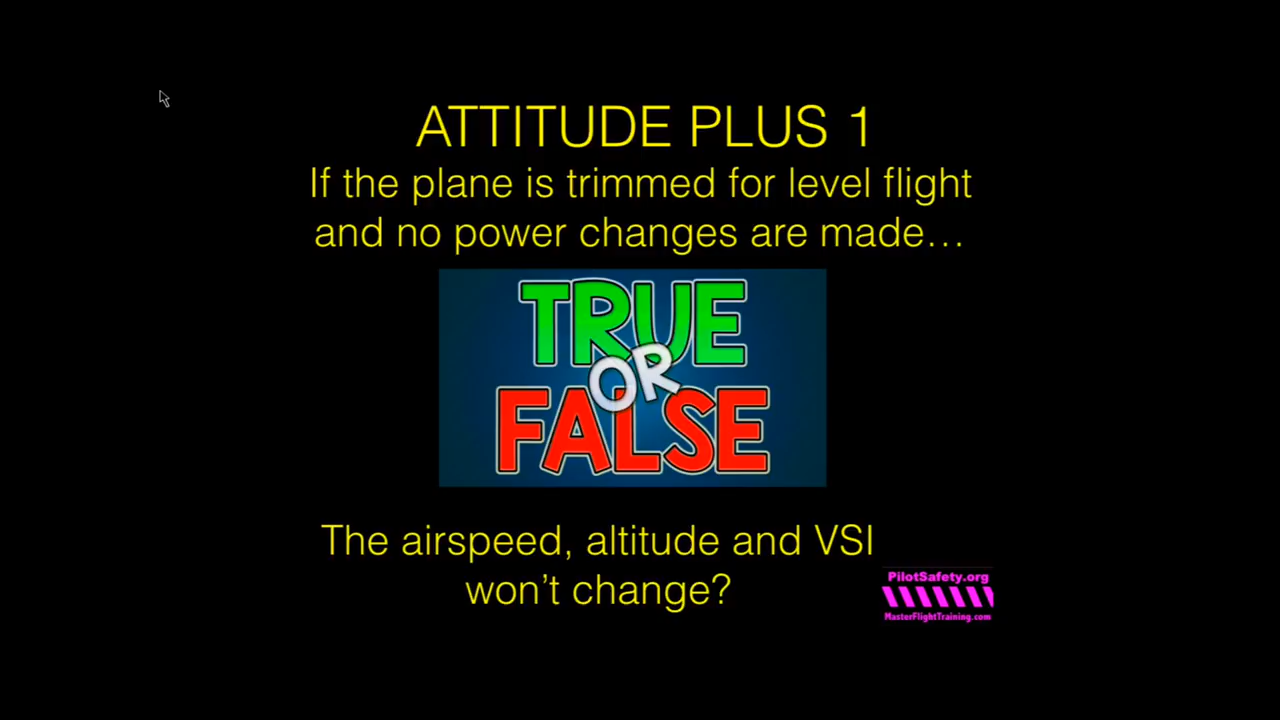 ATTITUDE PLUS 1
If the plane is trimmed for level flight
and no power changes are made…
TRUE
OR
FALSE
The airspeed, altitude and VSI
won’t change?
PilotSafety.org
MasterFlightTraining.com